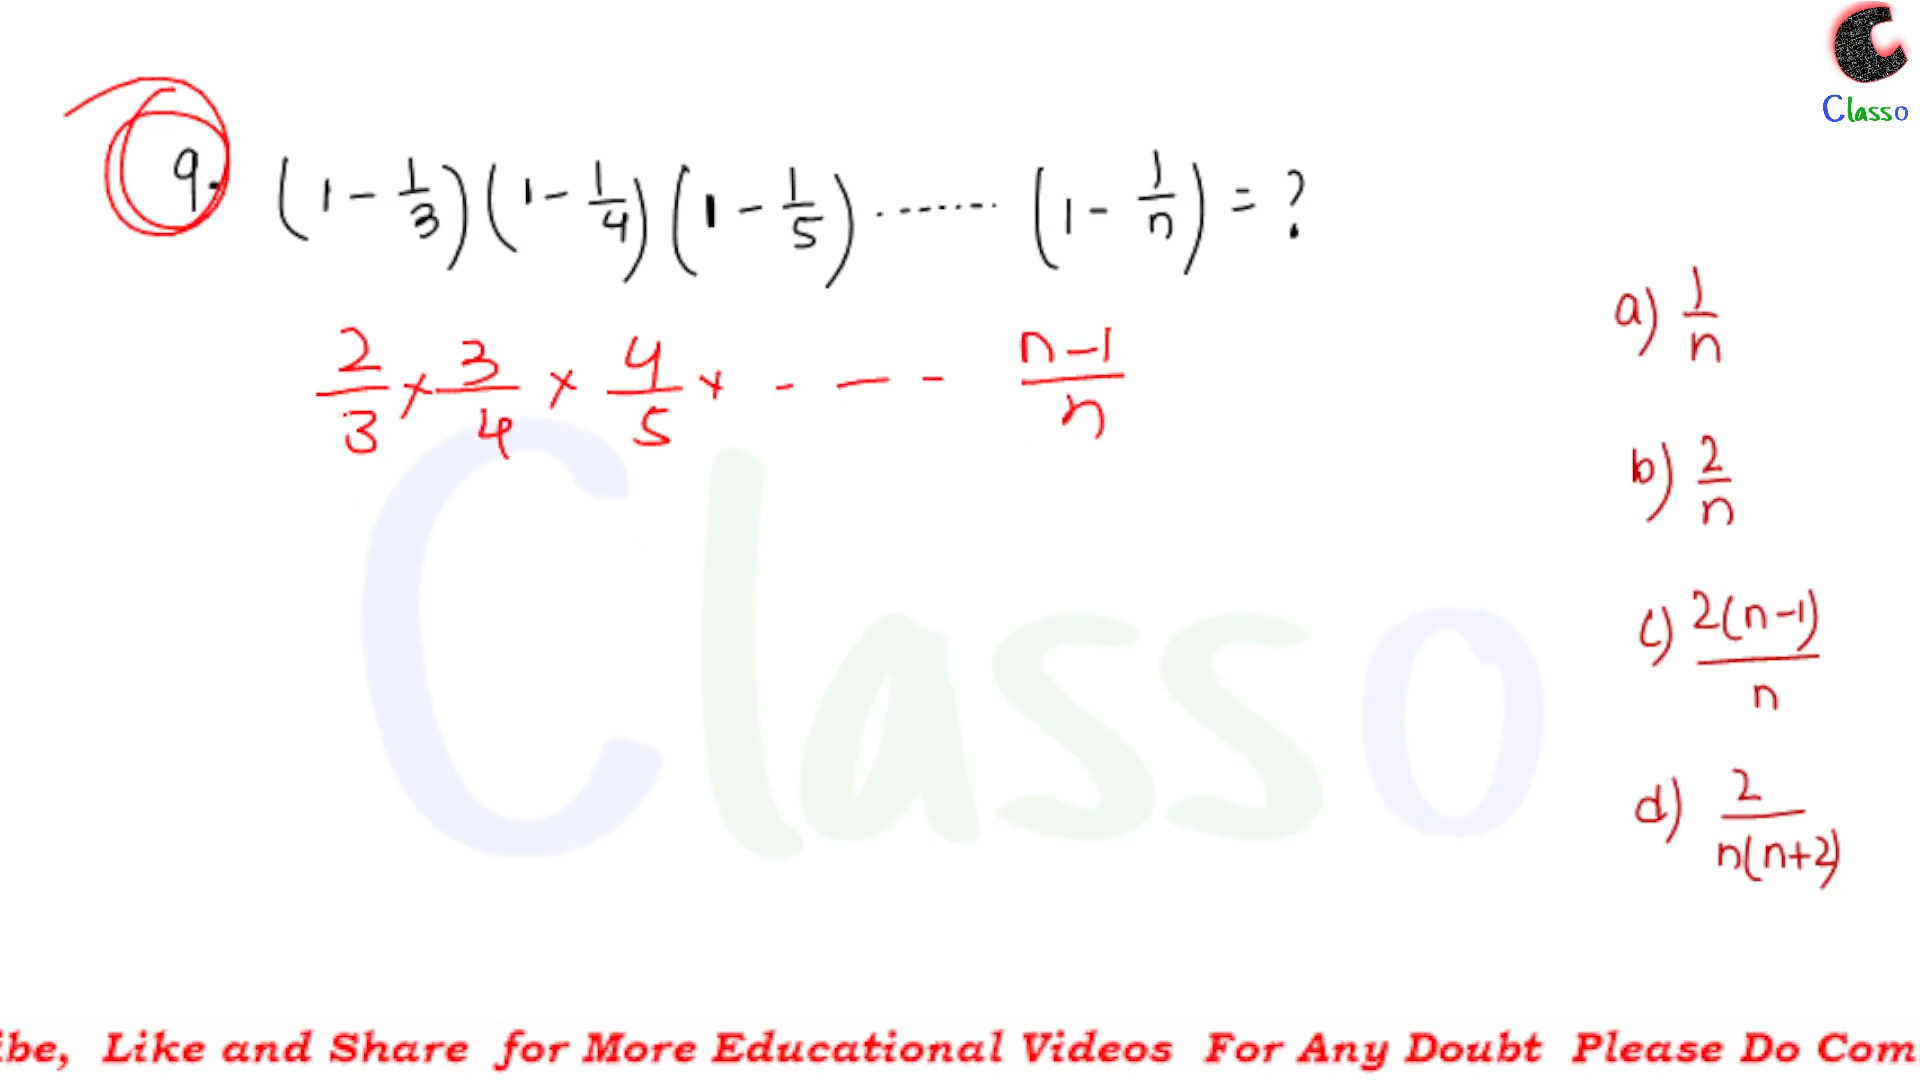 Classo
9. (1 - 1/3)(1 - 1/4)(1 - 1/5)........(1 - 1/n) = ?
2/3 × 3/4 × 4/5 × - - - (n-1)/n
a) 1/n
b) 2/n
c) 2(n-1)/n
d) 2/n(n+2)
Classo
ibe, Like and Share for More Educational Videos For Any Doubt Please Do Com